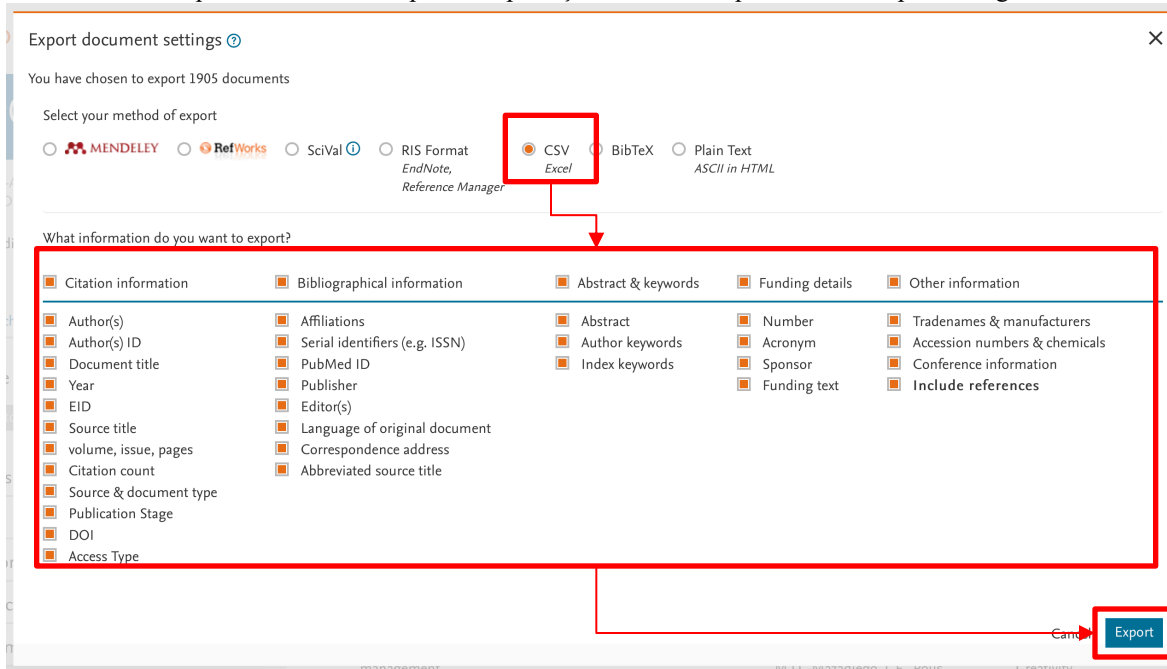 Export document settings ?
You have chosen to export 1905 documents
Select your method of export
MENDELEY RefWorks SciVal i RIS Format CSV BibTeX Plain Text
EndNote, Excel ASCII in HTML
Reference Manager
What information do you want to export?
Citation information Bibliographical information Abstract & keywords Funding details Other information
Author(s) Affiliations Abstract Number Tradenames & manufacturers
Author(s) ID Serial identifiers (e.g. ISSN) Author keywords Acronym Accession numbers & chemicals
Document title PubMed ID Index keywords Sponsor Conference information
Year Publisher Funding text Include references
EID Editor(s)
Source title Language of original document
volume, issue, pages Correspondence address
Citation count Abbreviated source title
Source & document type
Publication Stage
DOI
Access Type
Export
management